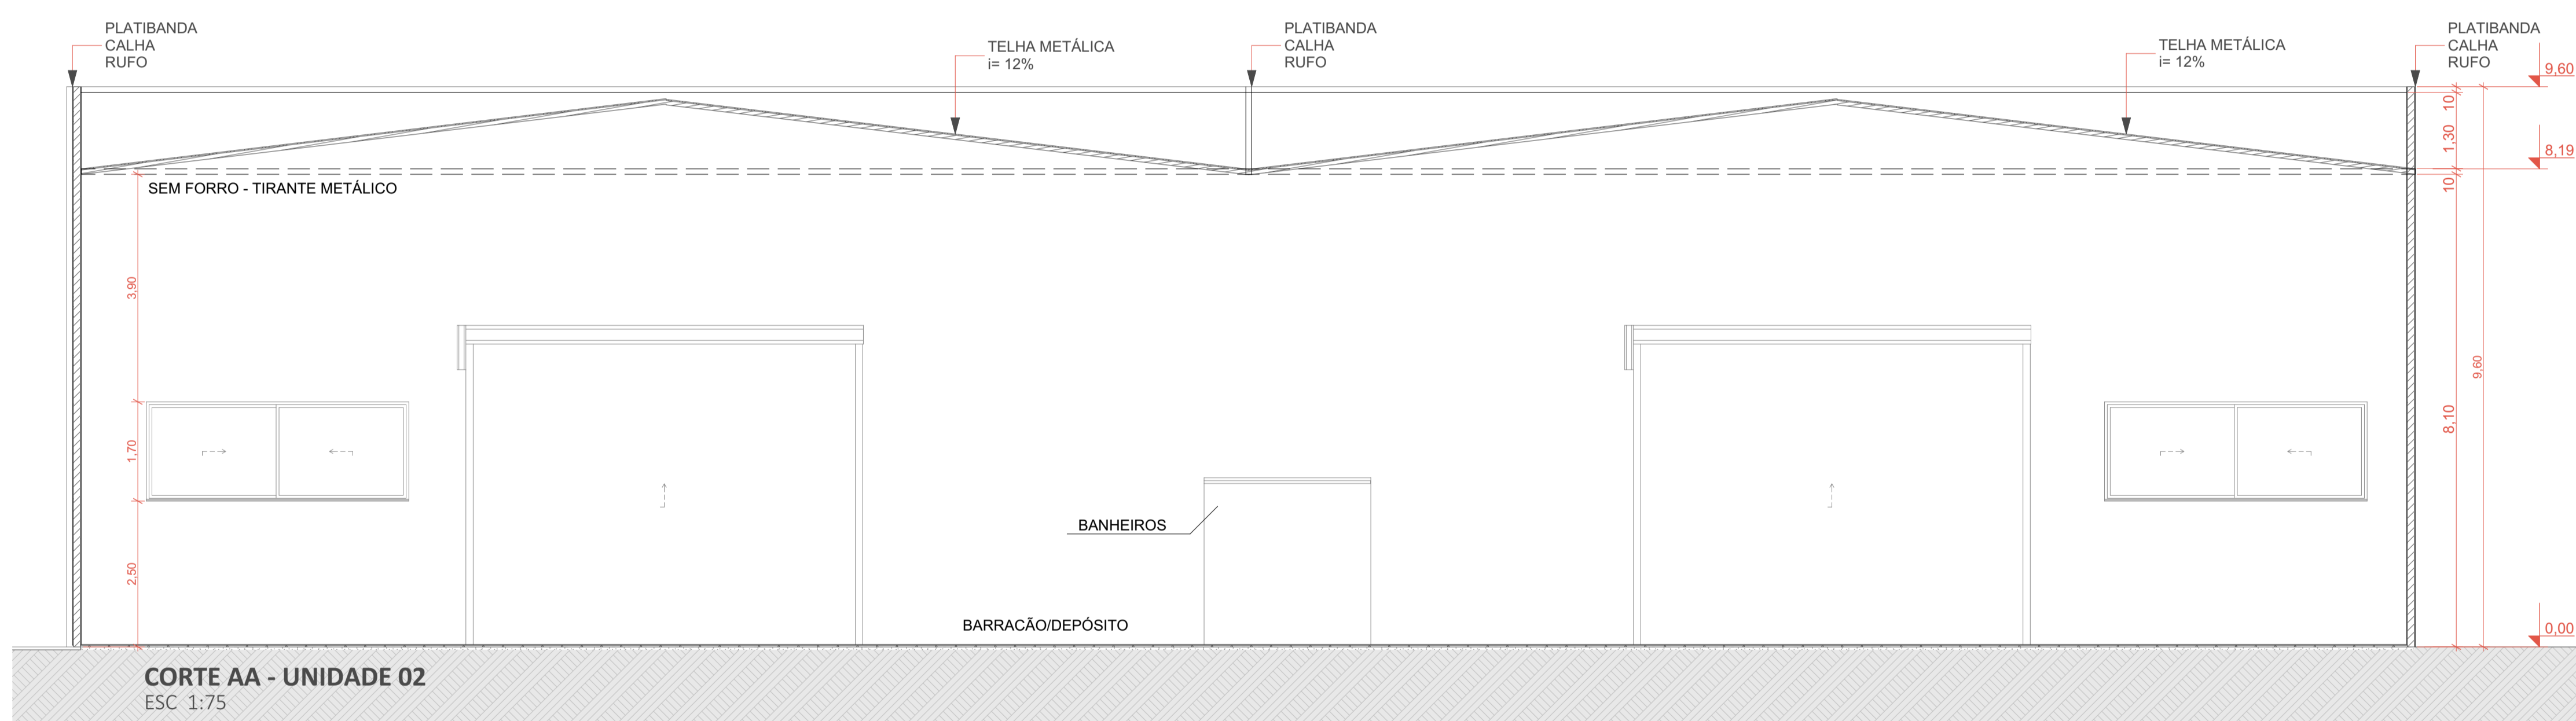 PLATIBANDA
CALHA
RUFO
TELHA METÁLICA
i= 12%
PLATIBANDA
CALHA
RUFO
TELHA METÁLICA
i= 12%
PLATIBANDA
CALHA
RUFO
9,60
10
1,30
8,19
10
SEM FORRO - TIRANTE METÁLICO
3,90
9,60
8,10
1,70
BANHEIROS
2,50
BARRACÃO/DEPÓSITO
0,00
CORTE AA - UNIDADE 02
ESC 1:75